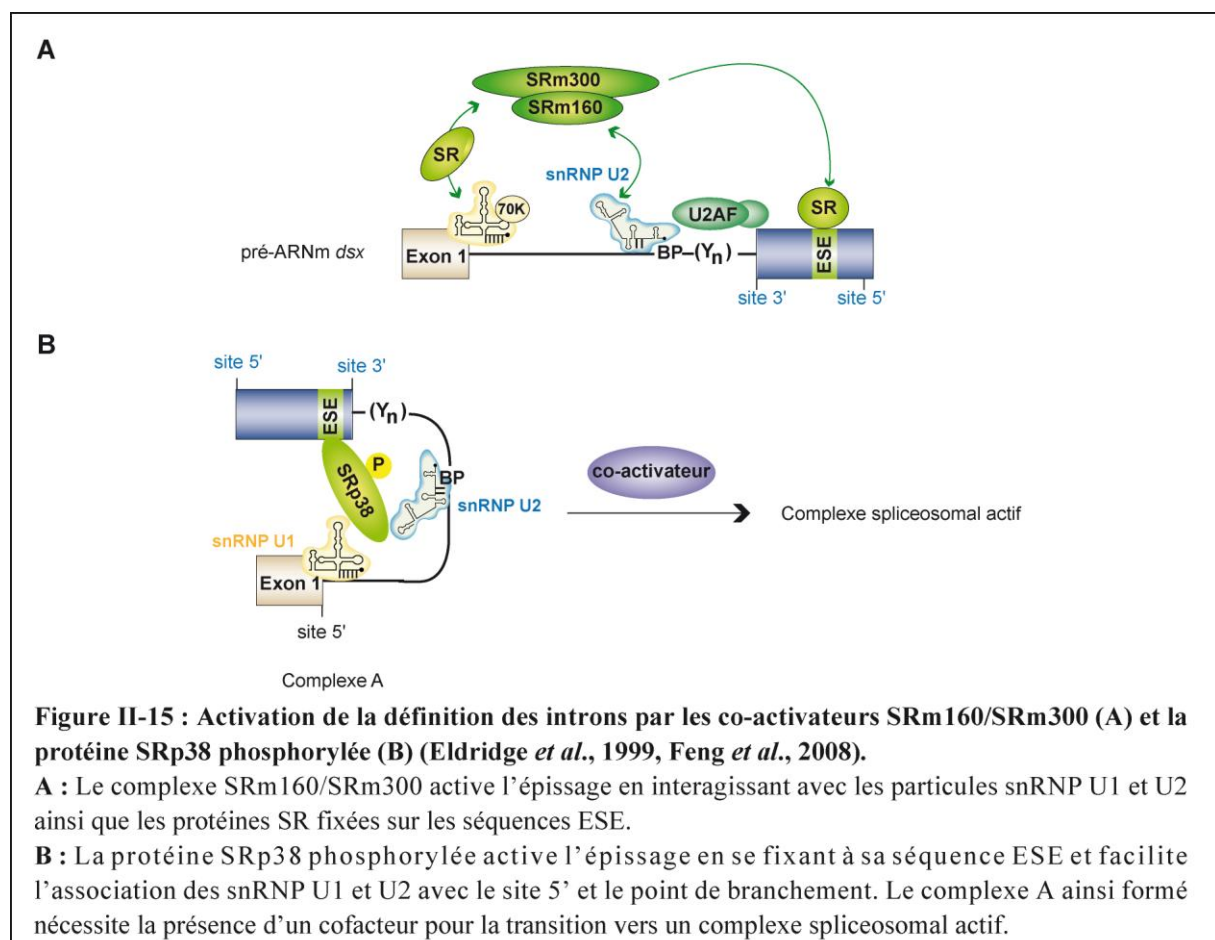 A
SRm300
SRm160
SR
snRNP U2
70K
U2AF
SR
pré-ARNm dsx
Exon 1
BP–(Yn)
ESE
site 3'
site 5'
B
site 5'
site 3'
ESE
(Yn)
P
SRp38
BP
co-activateur
snRNP U2
Complexe spliceosomal actif
snRNP U1
Exon 1
site 5'
Complexe A
Figure II-15 : Activation de la définition des introns par les co-activateurs SRm160/SRm300 (A) et la
protéine SRp38 phosphorylée (B) (Eldridge et al., 1999, Feng et al., 2008).
A : Le complexe SRm160/SRm300 active l’épissage en interagissant avec les particules snRNP U1 et U2
ainsi que les protéines SR fixées sur les séquences ESE.
B : La protéine SRp38 phosphorylée active l’épissage en se fixant à sa séquence ESE et facilite
l’association des snRNP U1 et U2 avec le site 5’ et le point de branchement. Le complexe A ainsi formé
nécessite la présence d’un cofacteur pour la transition vers un complexe spliceosomal actif.